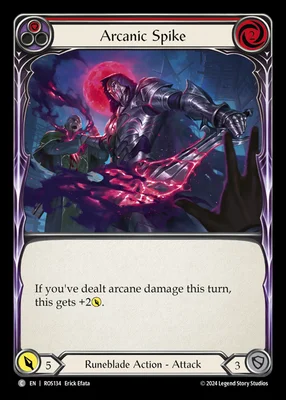 Arcanic Spike
If you've dealt arcane damage this turn,
this gets +2.
5 Runeblade Action - Attack 3
C EN | ROS134 Erick Efata ©2024 Legend Story Studios